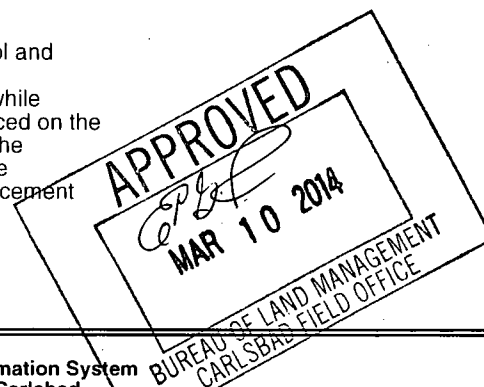 ol and
while
ced on the
he
e
cement
APPROVED
MAR 10 2014
BUREAU OF LAND MANAGEMENT
CARLSBAD FIELD OFFICE
mation System
Carlsbad